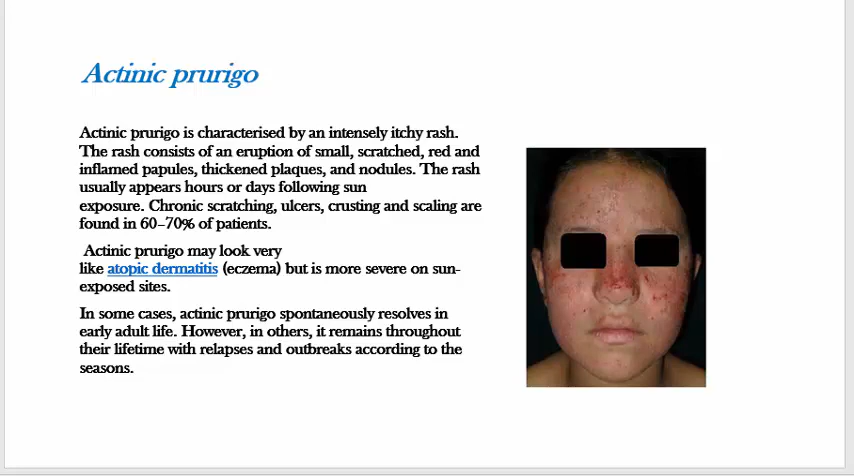 Actinic prurigo
Actinic prurigo is characterised by an intensely itchy rash.
The rash consists of an eruption of small, scratched, red and
inflamed papules, thickened plaques, and nodules. The rash
usually appears hours or days following sun
exposure. Chronic scratching, ulcers, crusting and scaling are
found in 60–70% of patients.
Actinic prurigo may look very
like atopic dermatitis (eczema) but is more severe on sun-
exposed sites.
In some cases, actinic prurigo spontaneously resolves in
early adult life. However, in others, it remains throughout
their lifetime with relapses and outbreaks according to the
seasons.